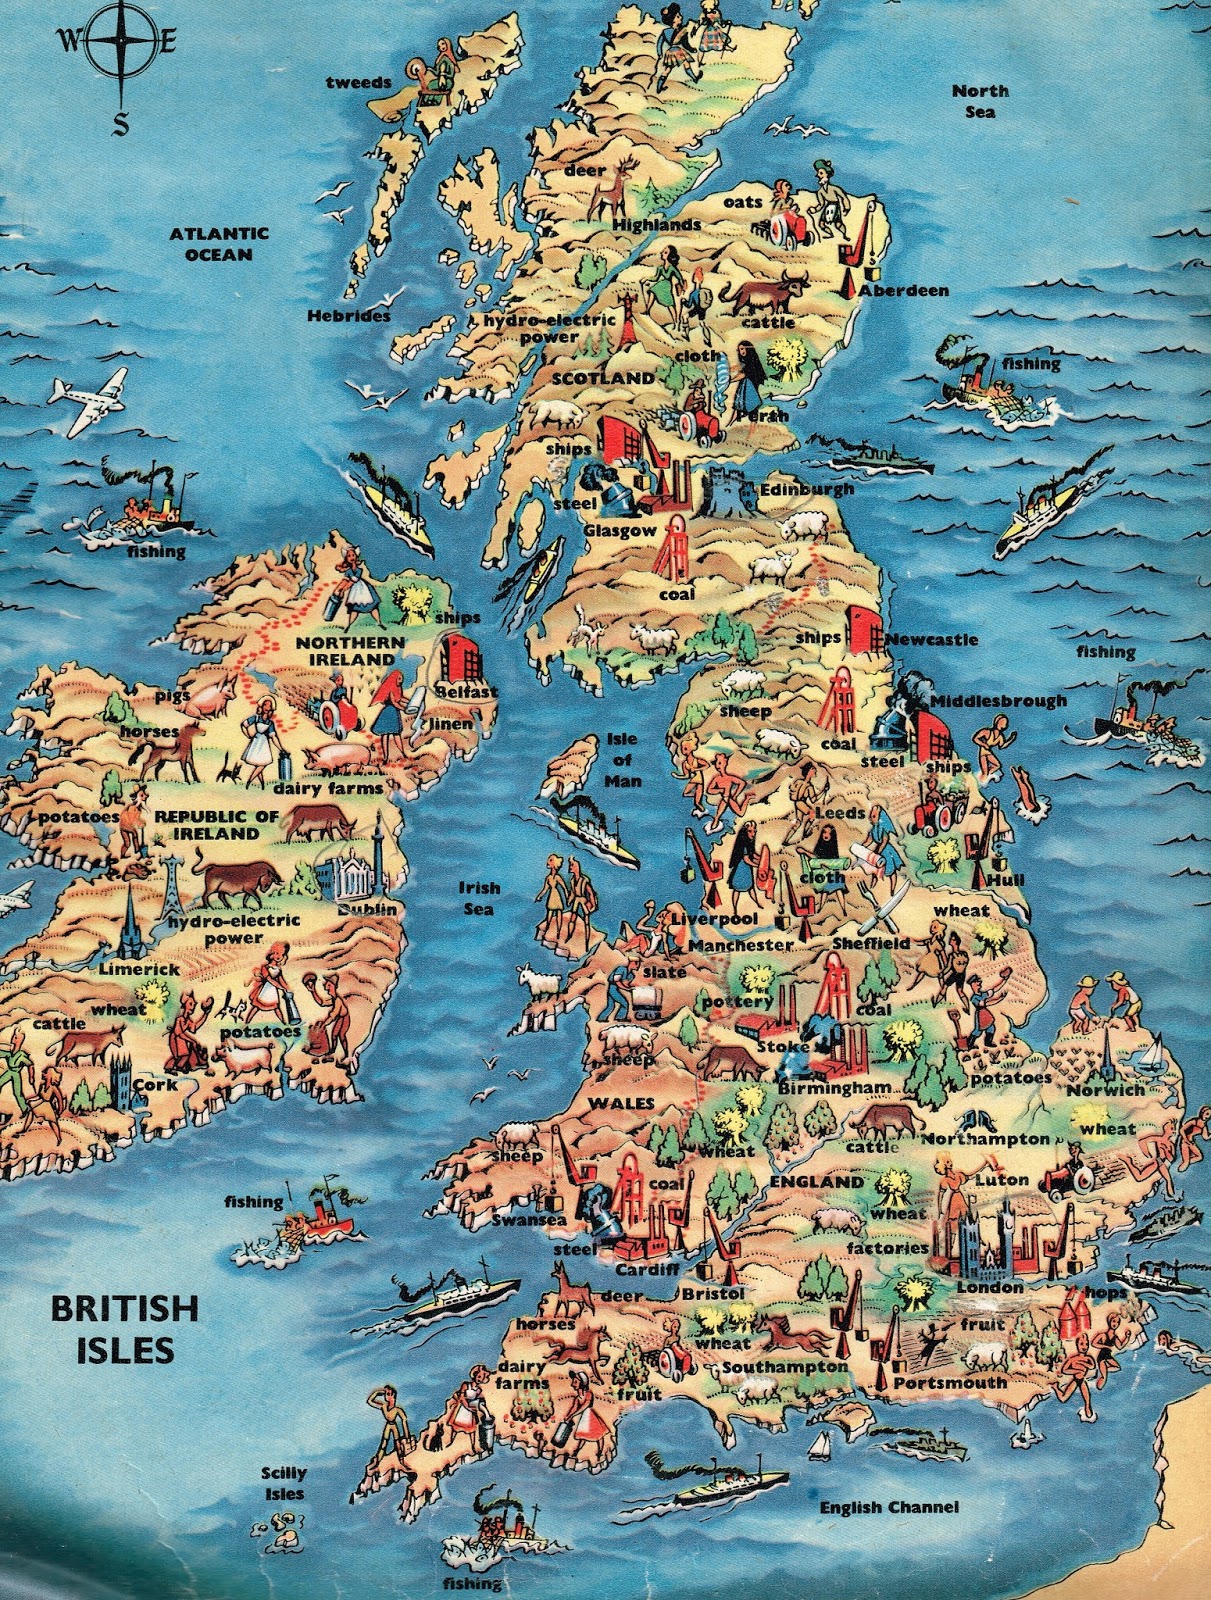 W E
S
tweeds
North
Sea
deer
oats
ATLANTIC
OCEAN
Highlands
Aberdeen
Hebrides
hydro-electric
power
cattle
cloth
fishing
SCOTLAND
Perth
ships
steel
Edinburgh
Glasgow
fishing
coal
ships
NORTHERN
IRELAND
ships
Newcastle
fishing
pigs
Belfast
linen
sheep
Middlesbrough
horses
Isle
of
Man
coal
steel
ships
dairy farms
potatoes
REPUBLIC OF
IRELAND
Leeds
cloth
Hull
Irish
Sea
Dublin
hydro-electric
power
Liverpool
wheat
Manchester
Sheffield
Limerick
slate
pottery
coal
wheat
cattle
potatoes
Stoke
sheep
Cork
Birmingham
potatoes
Norwich
WALES
wheat
cattle
Northampton
wheat
sheep
coal
ENGLAND
Luton
fishing
Swansea
wheat
steel
factories
Cardiff
Bristol
London
hops
BRITISH
ISLES
deer
horses
wheat
fruit
dairy
farms
fruit
Southampton
Portsmouth
Scilly
Isles
English Channel
fishing